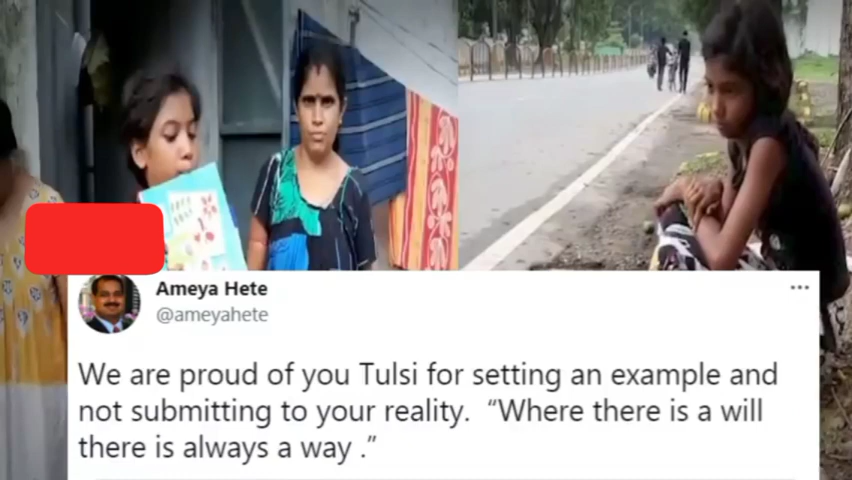 Ameya Hete
@ameyahete
We are proud of you Tulsi for setting an example and
not submitting to your reality. “Where there is a will
there is always a way .”